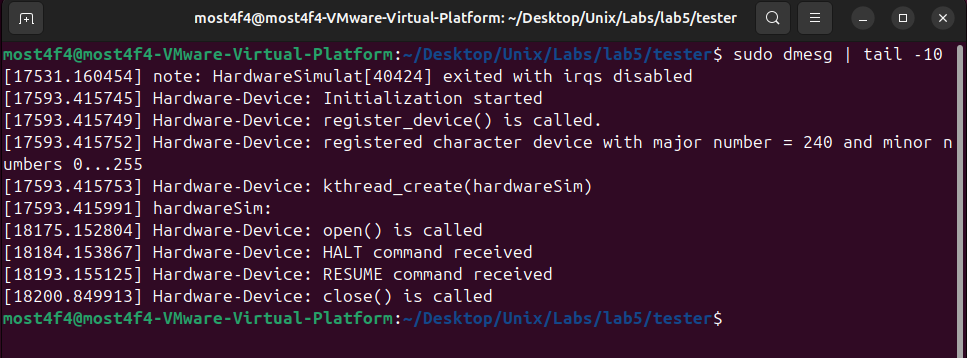 most4f4@most4f4-VMware-Virtual-Platform: ~/Desktop/Unix/Labs/lab5/tester
most4f4@most4f4-VMware-Virtual-Platform:~/Desktop/Unix/Labs/lab5/tester$ sudo dmesg | tail -10
[17531.160454] note: HardwareSimulat[40424] exited with irqs disabled
[17593.415745] Hardware-Device: Initialization started
[17593.415749] Hardware-Device: register_device() is called.
[17593.415752] Hardware-Device: registered character device with major number = 240 and minor n
umbers 0...255
[17593.415753] Hardware-Device: kthread_create(hardwareSim)
[17593.415991] hardwareSim:
[18175.152804] Hardware-Device: open() is called
[18184.153867] Hardware-Device: HALT command received
[18193.155125] Hardware-Device: RESUME command received
[18200.849913] Hardware-Device: close() is called
most4f4@most4f4-VMware-Virtual-Platform:~/Desktop/Unix/Labs/lab5/tester$